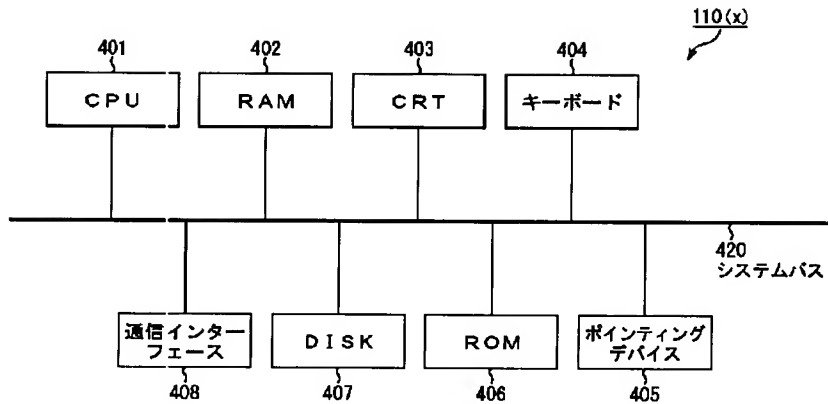 110(x)
401 402 403 404
CPU RAM CRT キーボード
420
システムバス
通信インターフェース DISK ROM ポインティングデバイス
408 407 406 405